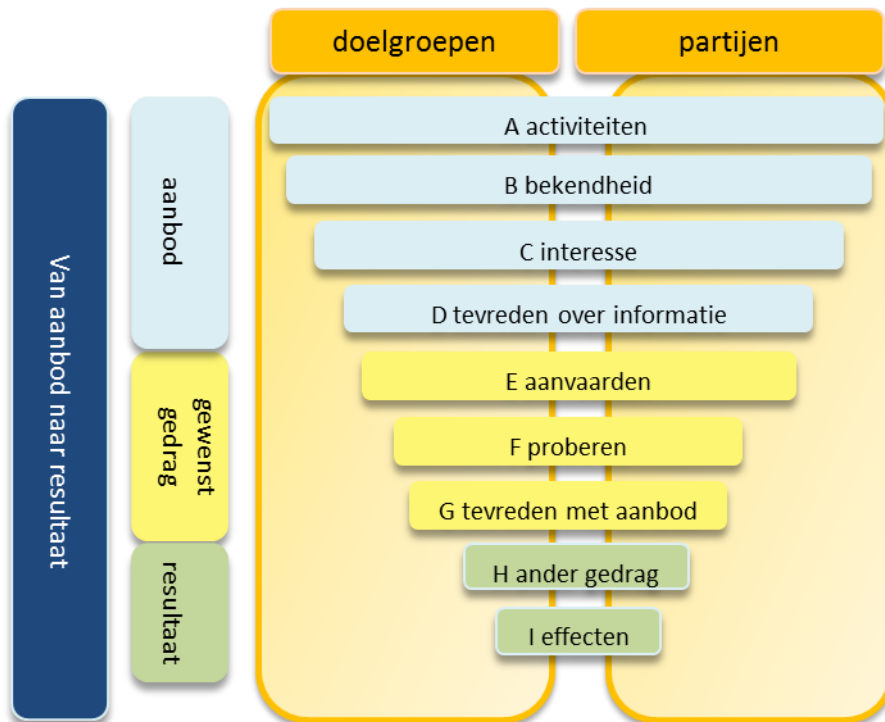 doelgroepen
partijen
Van aanbod naar resultaat
aanbod
A activiteiten
B bekendheid
C interesse
D tevreden over informatie
gewenst
gedrag
E aanvaarden
F proberen
G tevreden met aanbod
resultaat
H ander gedrag
I effecten